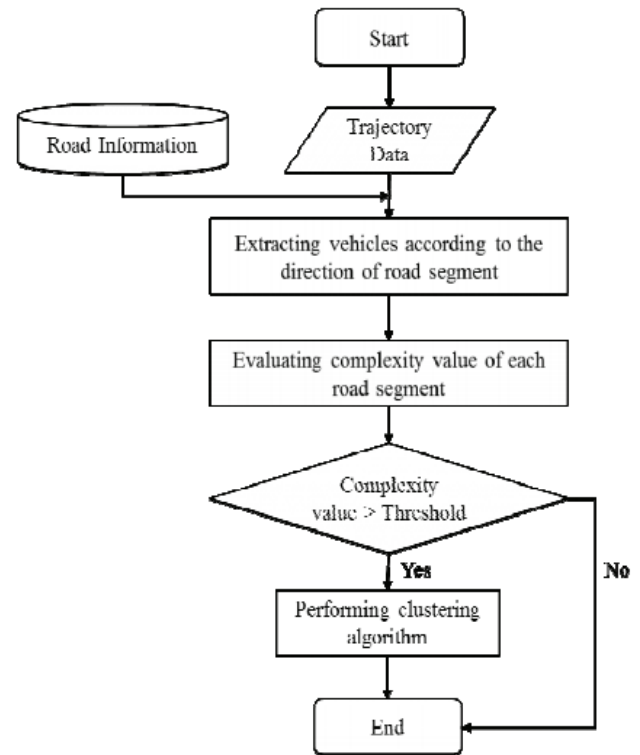 Start
Road Information
Trajectory
Data
Extracting vehicles according to the
direction of road segment
Evaluating complexity value of each
road segment
Complexity
value > Threshold
Yes
No
Performing clustering
algorithm
End